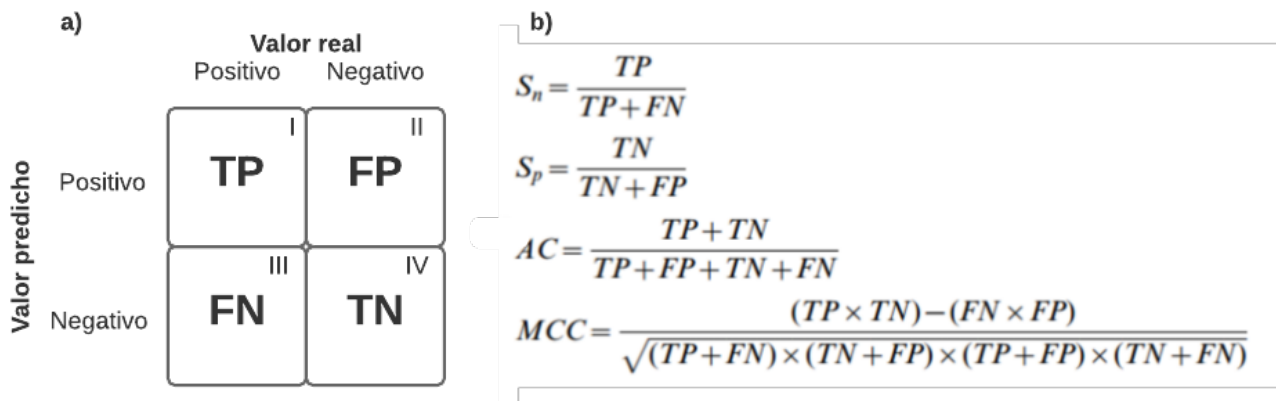 a)
Valor real
Positivo Negativo
Valor predicho
Positivo
I
TP
II
FP
Negativo
III
FN
IV
TN
b)
Sₙ = TP / (TP + FN)
Sₚ = TN / (TN + FP)
AC = (TP + TN) / (TP + FP + TN + FN)
MCC = ((TP × TN) − (FN × FP)) / √((TP + FN) × (TN + FP) × (TP + FP) × (TN + FN))